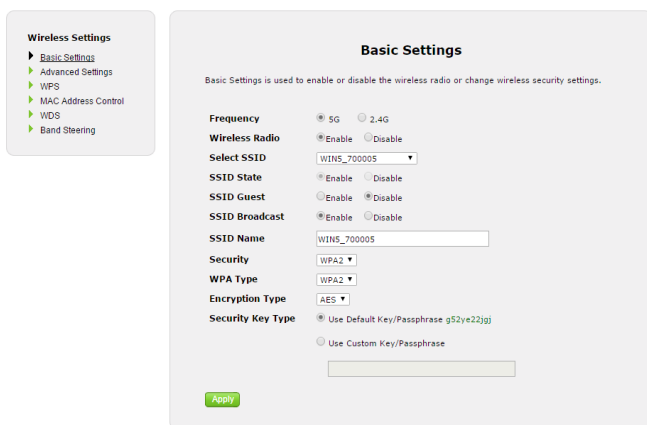 Wireless Settings
Basic Settings
Advanced Settings
WPS
MAC Address Control
WDS
Band Steering
Basic Settings
Basic Settings is used to enable or disable the wireless radio or change wireless security settings.
Frequency 5G 2.4G
Wireless Radio Enable Disable
Select SSID WIN5_700005
SSID State Enable Disable
SSID Guest Enable Disable
SSID Broadcast Enable Disable
SSID Name WIN5_700005
Security WPA2
WPA Type WPA2
Encryption Type AES
Security Key Type Use Default Key/Passphrase g52ye22jgj
Use Custom Key/Passphrase
Apply